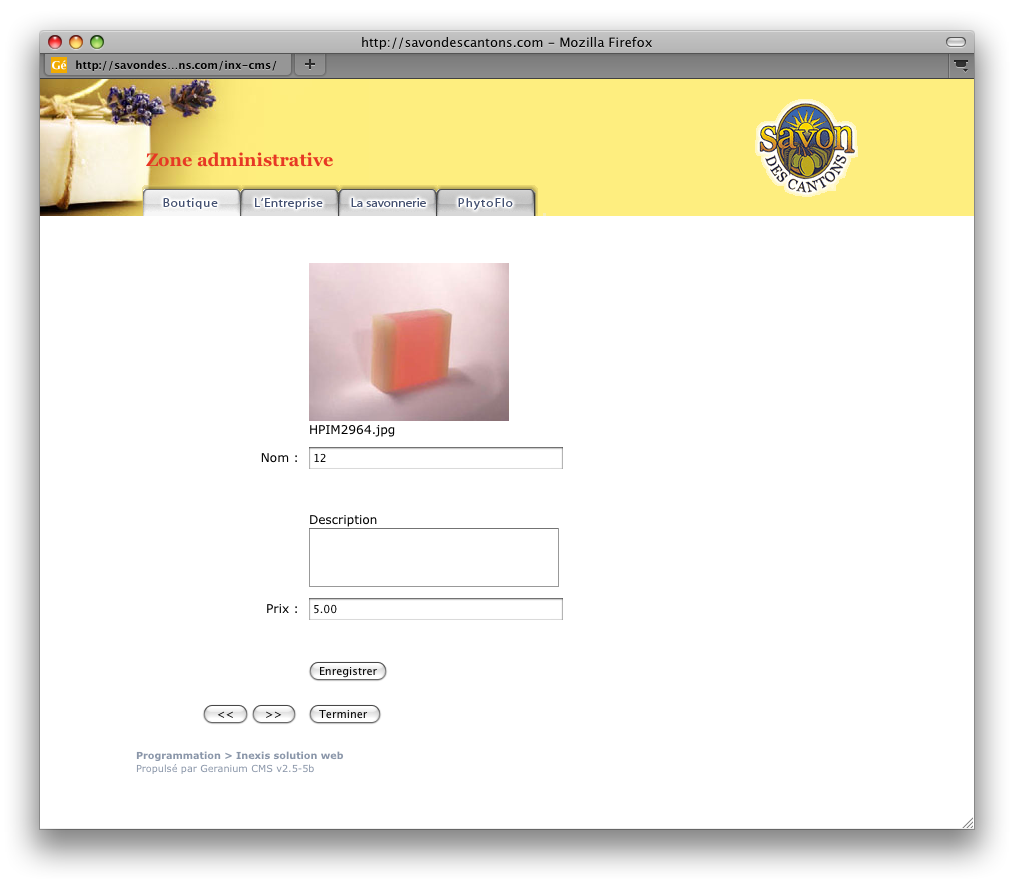 http://savondescantons.com – Mozilla Firefox
Gé http://savondes...ns.com/inx-cms/ +
savon
DES CANTONS
Zone administrative
Boutique L'Entreprise La savonnerie PhytoFlo
HPIM2964.jpg
Nom : 12
Description
Prix : 5.00
Enregistrer
<< >> Terminer
Programmation > Inexis solution web
Propulsé par Geranium CMS v2.5-5b